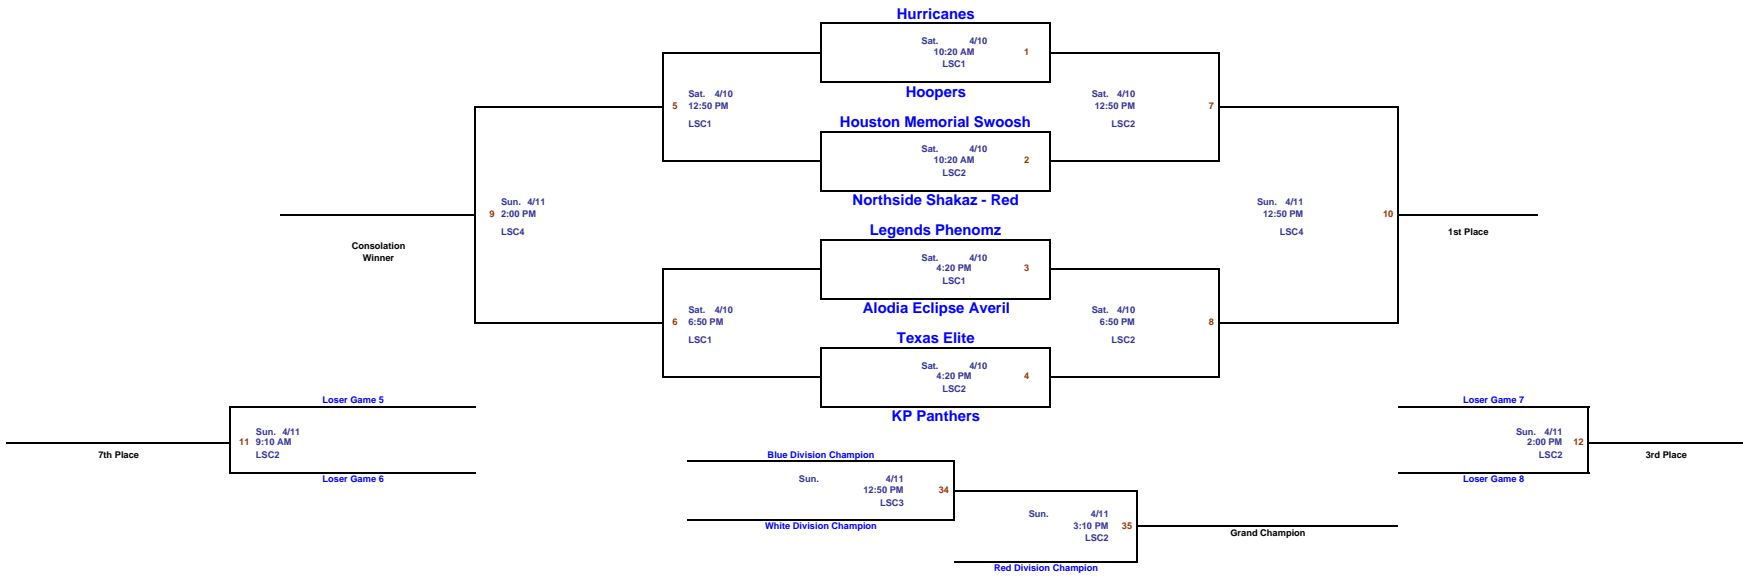 Hurricanes
Sat. 4/10
10:20 AM 1
LSC1
Hoopers
Sat. 4/10
5 12:50 PM
LSC1
Sat. 4/10
12:50 PM 7
LSC2
Houston Memorial Swoosh
Sat. 4/10
10:20 AM 2
LSC2
Northside Shakaz - Red
Sun. 4/11
9 2:00 PM
LSC4
Consolation
Winner
Sun. 4/11
12:50 PM 10
LSC4
1st Place
Legends Phenomz
Sat. 4/10
4:20 PM 3
LSC1
Alodia Eclipse Averil
Sat. 4/10
6 6:50 PM
LSC1
Sat. 4/10
6:50 PM 8
LSC2
Texas Elite
Sat. 4/10
4:20 PM 4
LSC2
KP Panthers
Loser Game 5
Sun. 4/11
11 9:10 AM
LSC2
7th Place
Loser Game 6
Loser Game 7
Sun. 4/11
2:00 PM 12
LSC2
3rd Place
Loser Game 8
Blue Division Champion
Sun. 4/11
12:50 PM 34
LSC3
White Division Champion
Sun. 4/11
3:10 PM 35
LSC2
Grand Champion
Red Division Champion